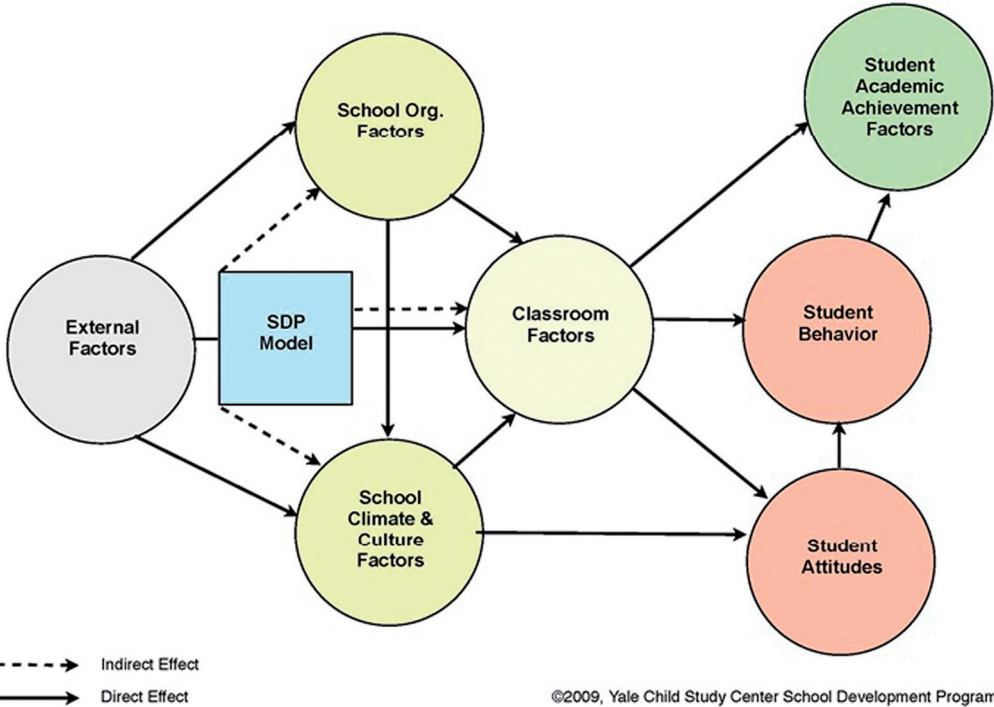 Student
Academic
Achievement
Factors
School Org.
Factors
External
Factors
SDP
Model
Classroom
Factors
Student
Behavior
School
Climate &
Culture
Factors
Student
Attitudes
Indirect Effect
Direct Effect
©2009, Yale Child Study Center School Development Program